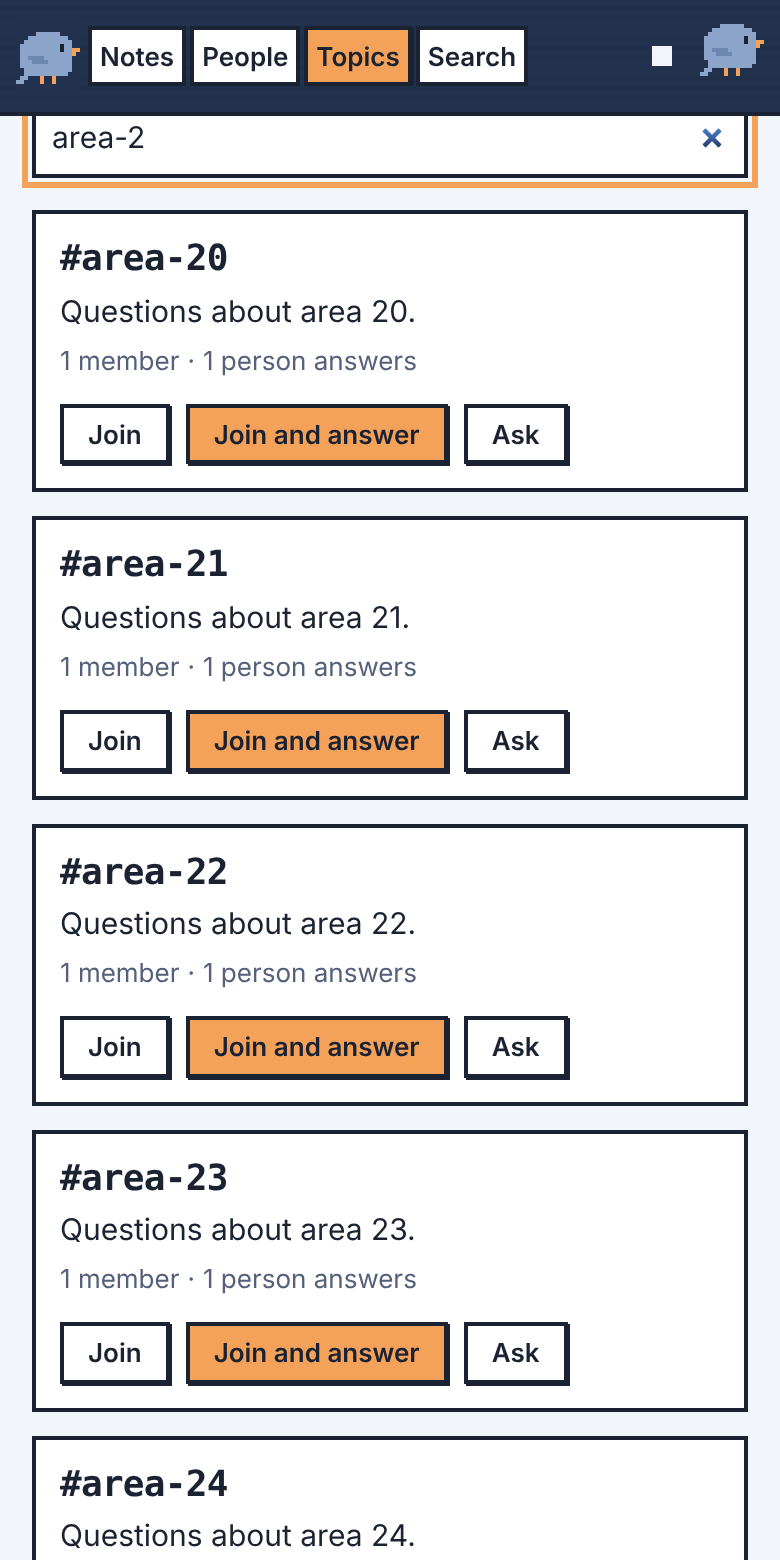 Notes People Topics Search
area-2
#area-20
Questions about area 20.
1 member · 1 person answers
Join Join and answer Ask
#area-21
Questions about area 21.
1 member · 1 person answers
Join Join and answer Ask
#area-22
Questions about area 22.
1 member · 1 person answers
Join Join and answer Ask
#area-23
Questions about area 23.
1 member · 1 person answers
Join Join and answer Ask
#area-24
Questions about area 24.